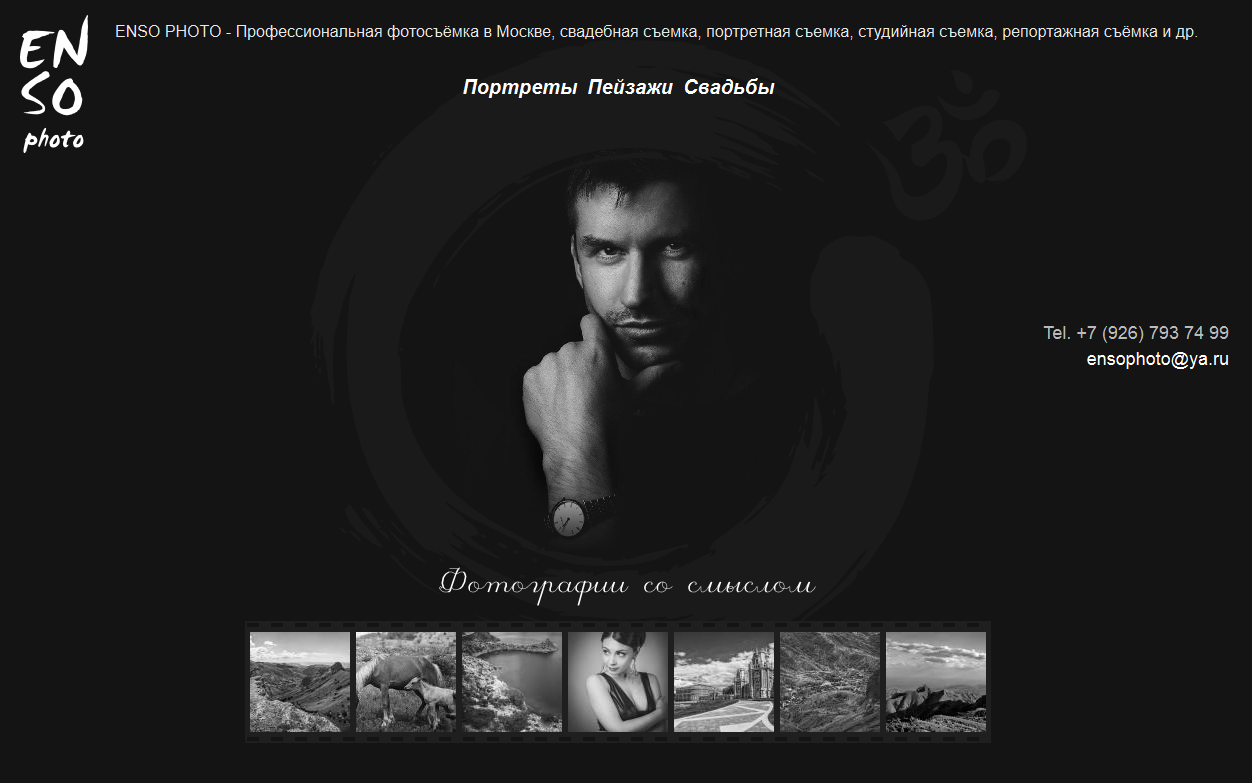 EN
SO
photo
ENSO PHOTO - Профессиональная фотосъёмка в Москве, свадебная съемка, портретная съемка, студийная съемка, репортажная съёмка и др.
Портреты Пейзажи Свадьбы
ॐ
Tel. +7 (926) 793 74 99
ensophoto@ya.ru
Фотографии со смыслом